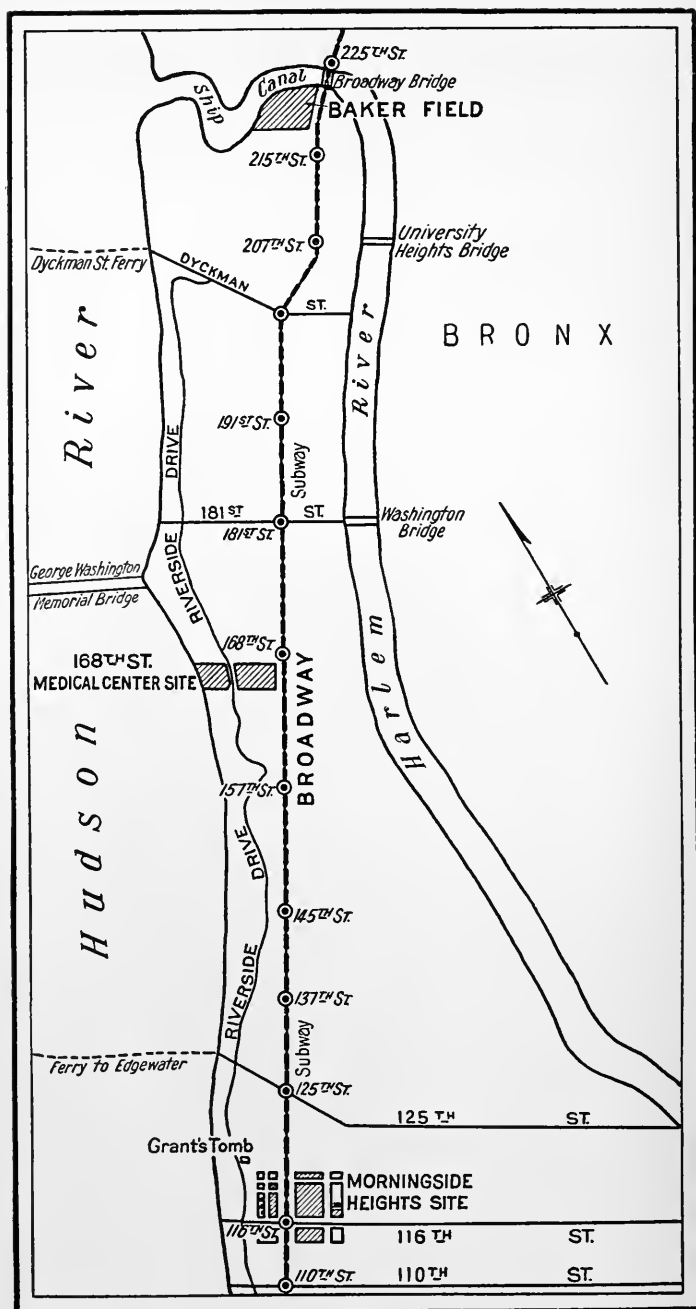 225TH ST.
Broadway Bridge
Ship Canal
BAKER FIELD
215TH ST.
207TH ST.
University
Heights Bridge
Dyckman St. Ferry
DYCKMAN ST.
BRONX
River
River
191ST ST.
Subway
DRIVE
181ST ST.
181ST ST.
Washington
Bridge
George Washington
Memorial Bridge
RIVERSIDE
168TH ST.
168TH ST.
MEDICAL CENTER SITE
BROADWAY
Harlem
Hudson
157TH ST.
DRIVE
145TH ST.
RIVERSIDE
137TH ST.
Subway
Ferry to Edgewater
125TH ST.
125TH ST.
Grant's Tomb
MORNINGSIDE
HEIGHTS SITE
116TH ST.
116TH ST.
110TH ST.
110TH ST.